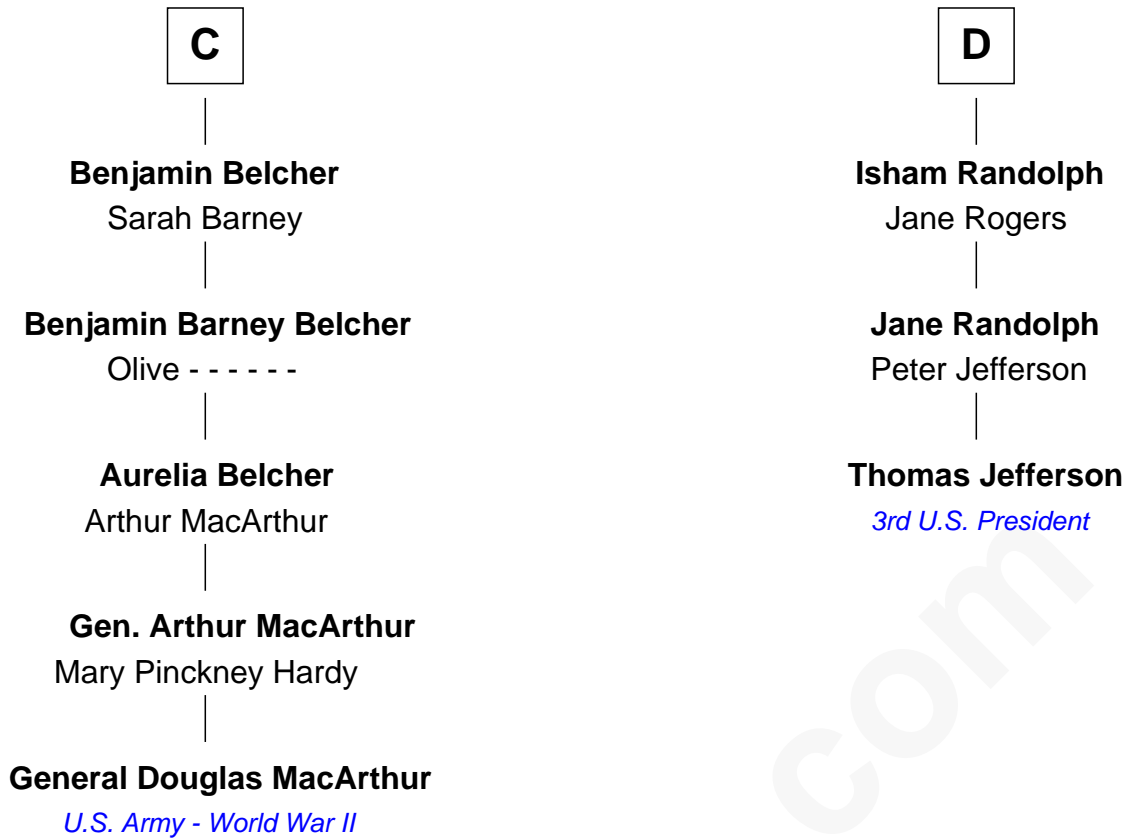 C
Benjamin Belcher
Sarah Barney
Benjamin Barney Belcher
Olive - - - - - -
Aurelia Belcher
Arthur MacArthur
Gen. Arthur MacArthur
Mary Pinckney Hardy
General Douglas MacArthur
U.S. Army - World War II
D
Isham Randolph
Jane Rogers
Jane Randolph
Peter Jefferson
Thomas Jefferson
3rd U.S. President
com